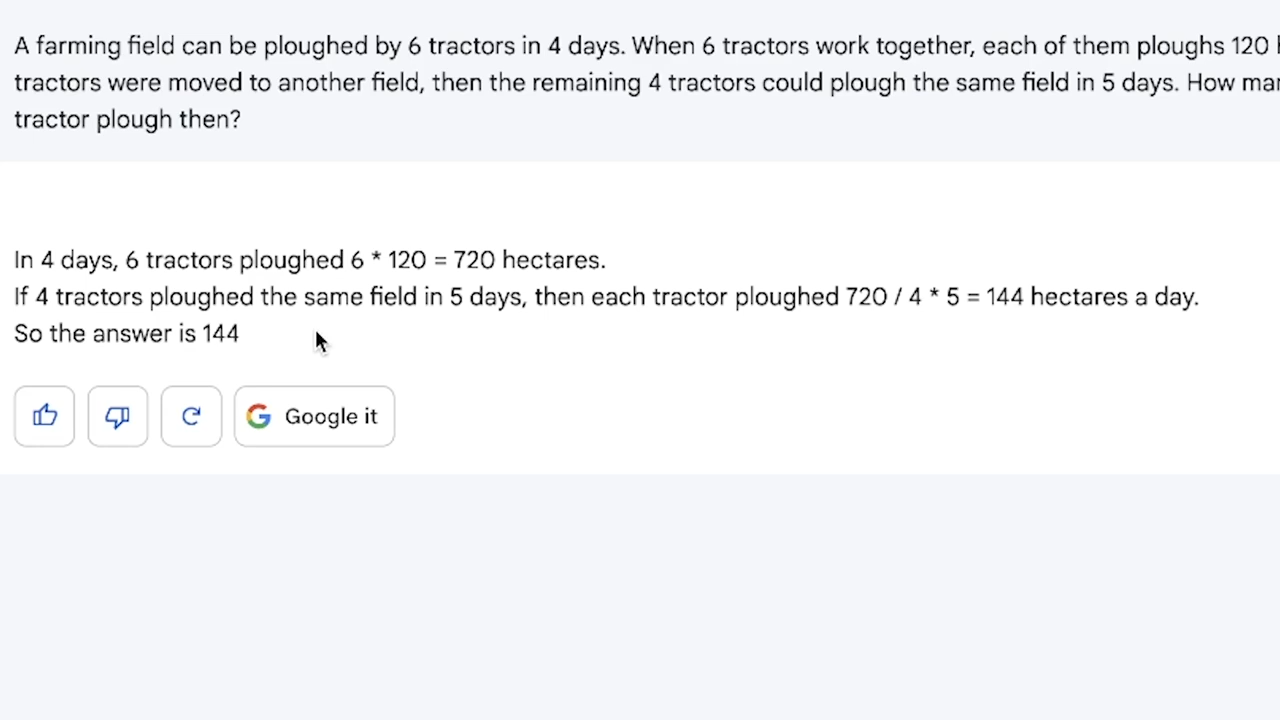 A farming field can be ploughed by 6 tractors in 4 days. When 6 tractors work together, each of them ploughs 120
tractors were moved to another field, then the remaining 4 tractors could plough the same field in 5 days. How
tractor plough then?
In 4 days, 6 tractors ploughed 6 * 120 = 720 hectares.
If 4 tractors ploughed the same field in 5 days, then each tractor ploughed 720 / 4 * 5 = 144 hectares a day.
So the answer is 144
Google it